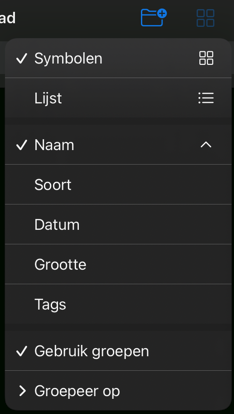 ad
Symbolen
Lijst
Naam
Soort
Datum
Grootte
Tags
Gebruik groepen
Groepeer op